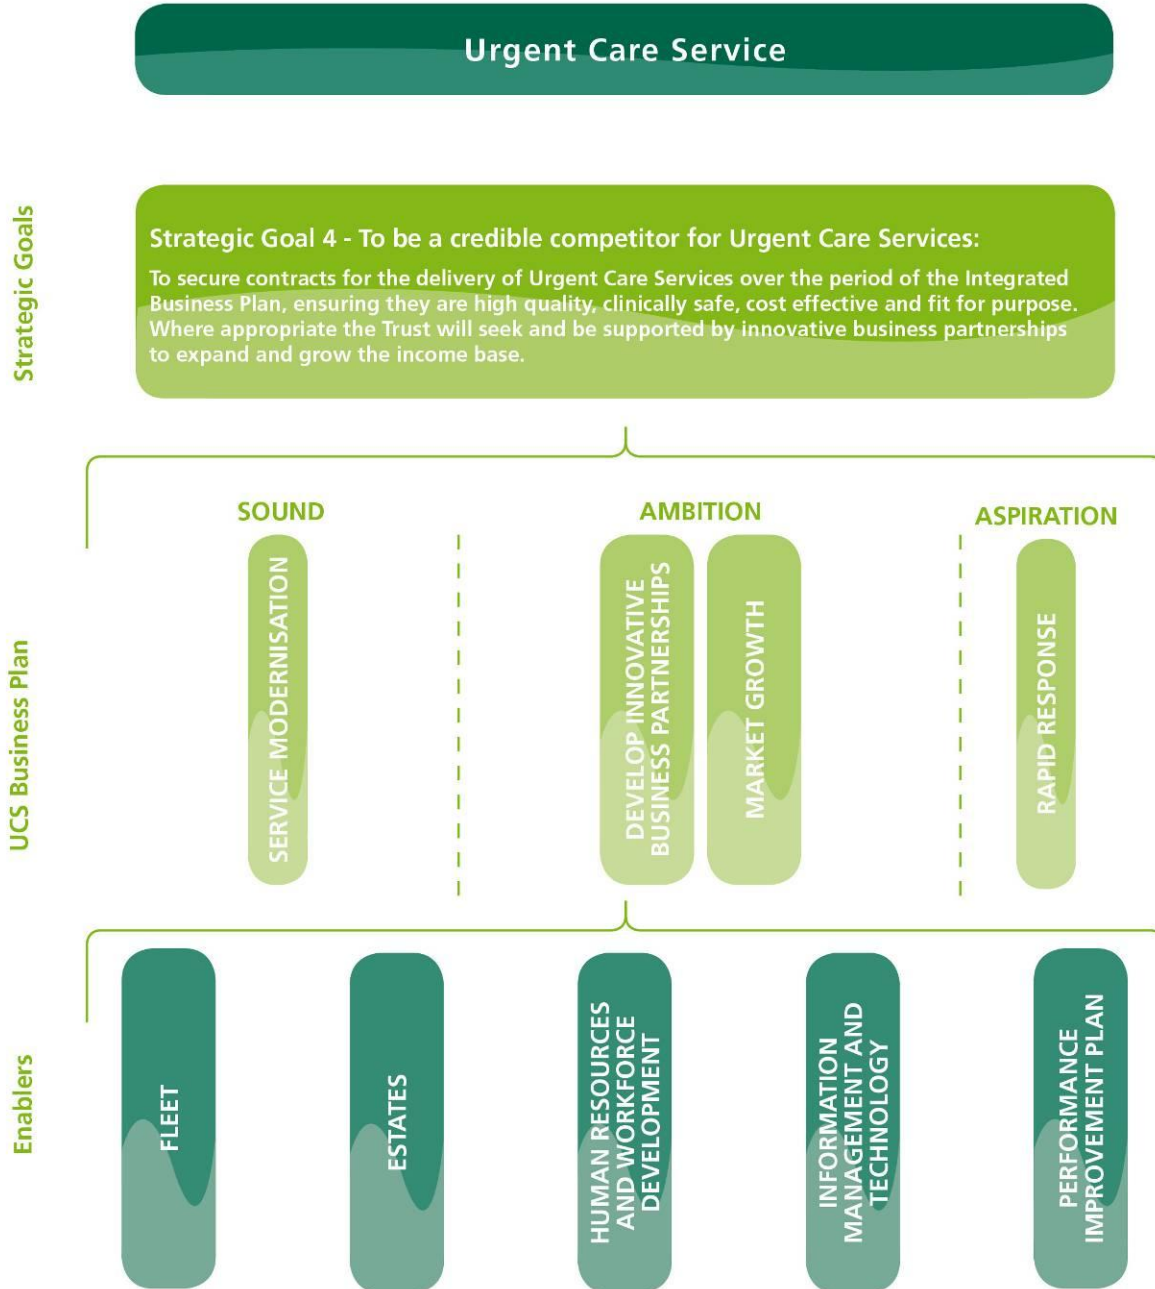 Urgent Care Service
Strategic Goals
Strategic Goal 4 - To be a credible competitor for Urgent Care Services:
To secure contracts for the delivery of Urgent Care Services over the period of the Integrated
Business Plan, ensuring they are high quality, clinically safe, cost effective and fit for purpose.
Where appropriate the Trust will seek and be supported by innovative business partnerships
to expand and grow the income base.
UCS Business Plan
SOUND
SERVICE MODERNISATION
AMBITION
DEVELOP INNOVATIVE
BUSINESS PARTNERSHIPS
MARKET GROWTH
ASPIRATION
RAPID RESPONSE
Enablers
FLEET
ESTATES
HUMAN RESOURCES
AND WORKFORCE
DEVELOPMENT
INFORMATION
MANAGEMENT AND
TECHNOLOGY
PERFORMANCE
IMPROVEMENT PLAN